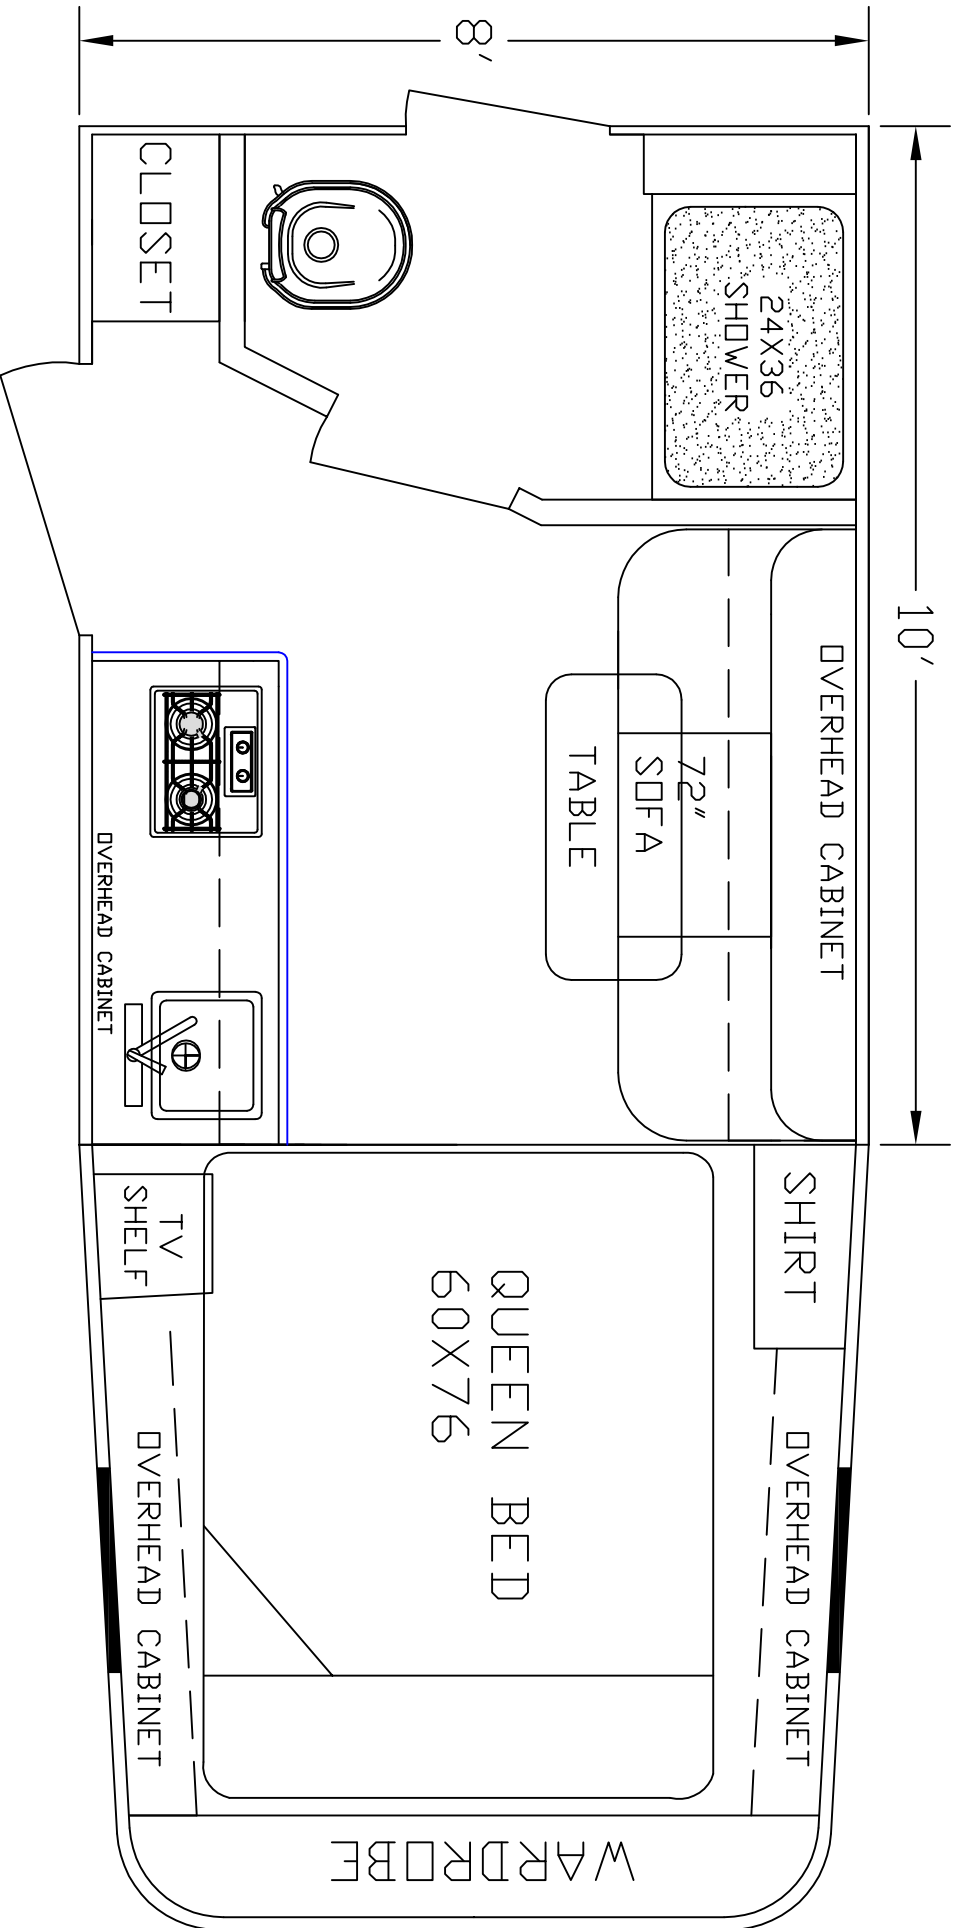 8'
10'
CLOSET
24X36
SHOWER
OVERHEAD CABINET
72"
SOFA
TABLE
OVERHEAD CABINET
TV
SHELF
SHIRT
QUEEN BED
60X76
OVERHEAD CABINET
OVERHEAD CABINET
WARDROBE